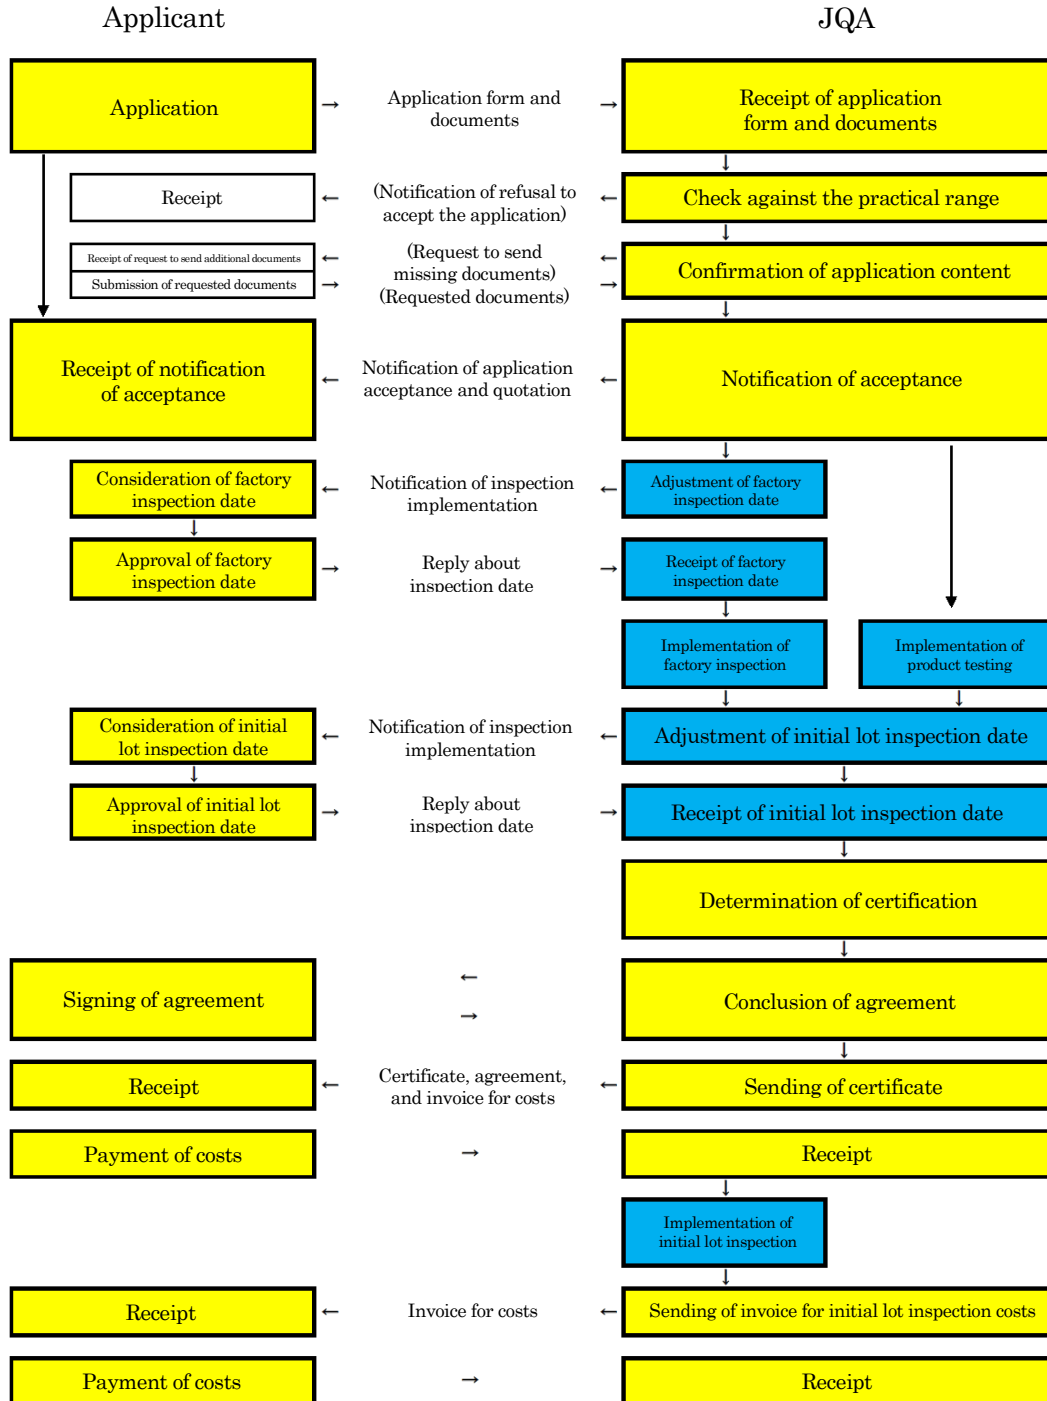 Applicant
JQA
Application
Application form and
documents
Receipt of application
form and documents
Receipt
(Notification of refusal to
accept the application)
Check against the practical range
Receipt of request to send additional documents
Submission of requested documents
(Request to send
missing documents)
(Requested documents)
Confirmation of application content
Receipt of notification
of acceptance
Notification of application
acceptance and quotation
Notification of acceptance
Consideration of factory
inspection date
Notification of inspection
implementation
Adjustment of factory
inspection date
Approval of factory
inspection date
Reply about
inspection date
Receipt of factory
inspection date
Implementation of
factory inspection
Implementation of
product testing
Consideration of initial
lot inspection date
Notification of inspection
implementation
Adjustment of initial lot inspection date
Approval of initial lot
inspection date
Reply about
inspection date
Receipt of initial lot inspection date
Determination of certification
Signing of agreement
Conclusion of agreement
Receipt
Certificate, agreement,
and invoice for costs
Sending of certificate
Payment of costs
Receipt
Implementation of
initial lot inspection
Receipt
Invoice for costs
Sending of invoice for initial lot inspection costs
Payment of costs
Receipt